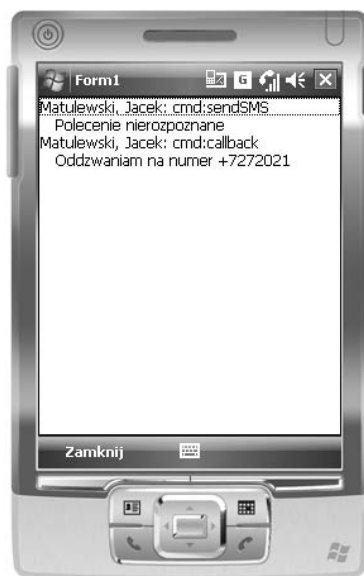 Form1
G
Matulewski, Jacek: cmd:sendSMS
Polecenie nierozpoznane
Matulewski, Jacek: cmd:callback
Oddzwaniam na numer +7272021
Zamknij